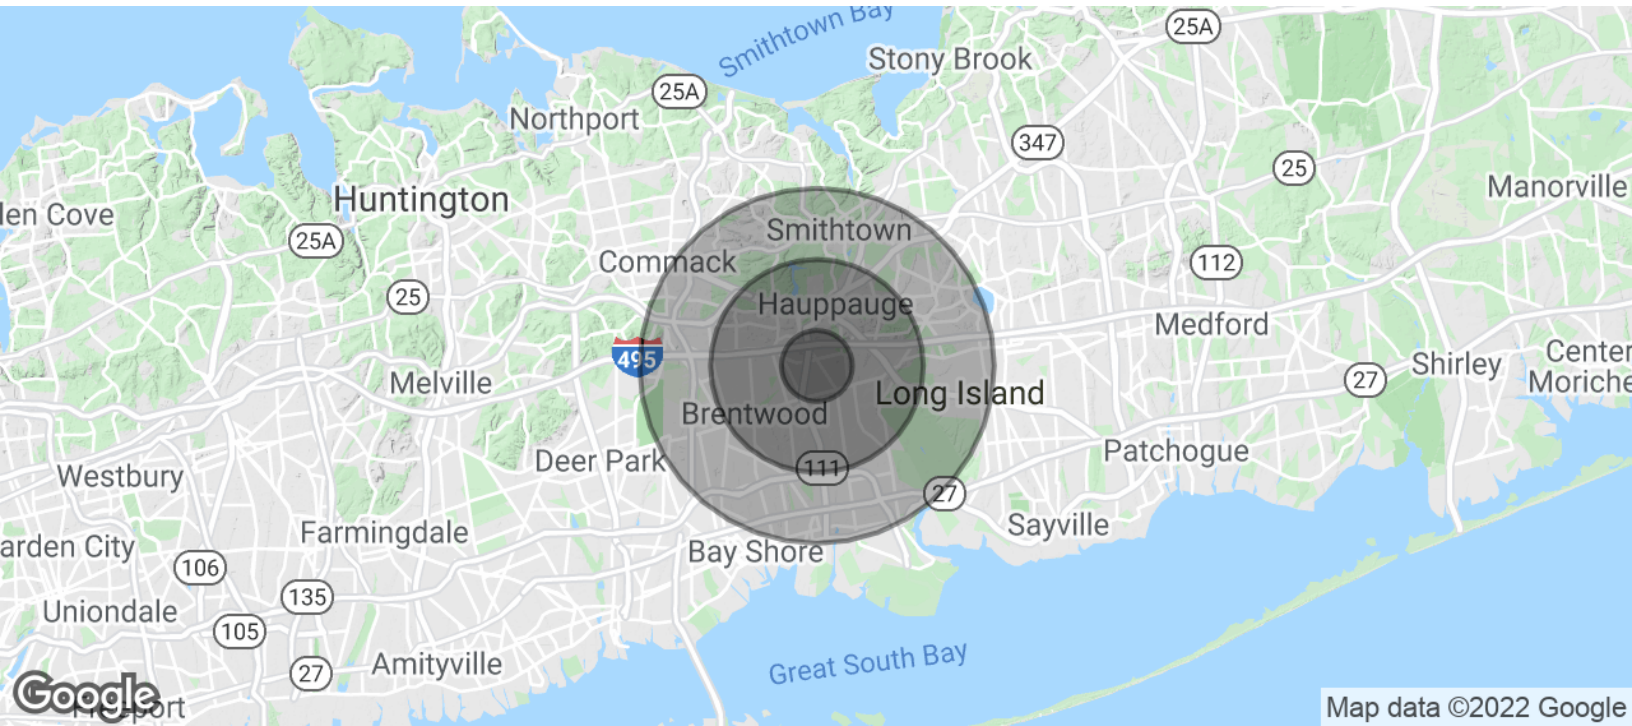 Smithtown Bay
25A
Stony Brook
25A
Northport
347
25
Manorville
Huntington
len Cove
Smithtown
25A
Commack
112
25
Hauppauge
Medford
495
Center
Moriche
Shirley
27
Melville
Long Island
Brentwood
Patchogue
Deer Park
111
Westbury
27
Sayville
Farmingdale
arden City
Bay Shore
106
135
Uniondale
105
Great South Bay
Amityville
27
Google
Map data ©2022 Google